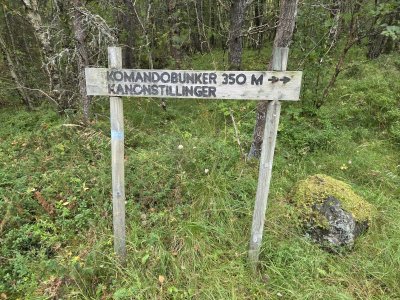 KOMANDOBUNKER 350 M →
KANONSTILLINGER